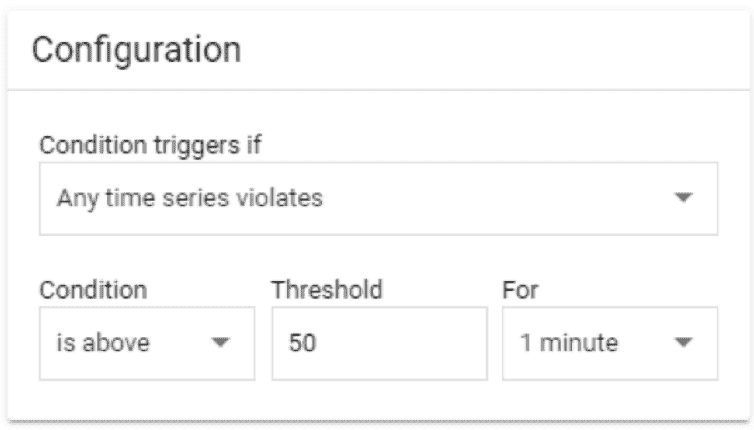 Configuration
Condition triggers if
Any time series violates
Condition Threshold For
is above 50 1 minute